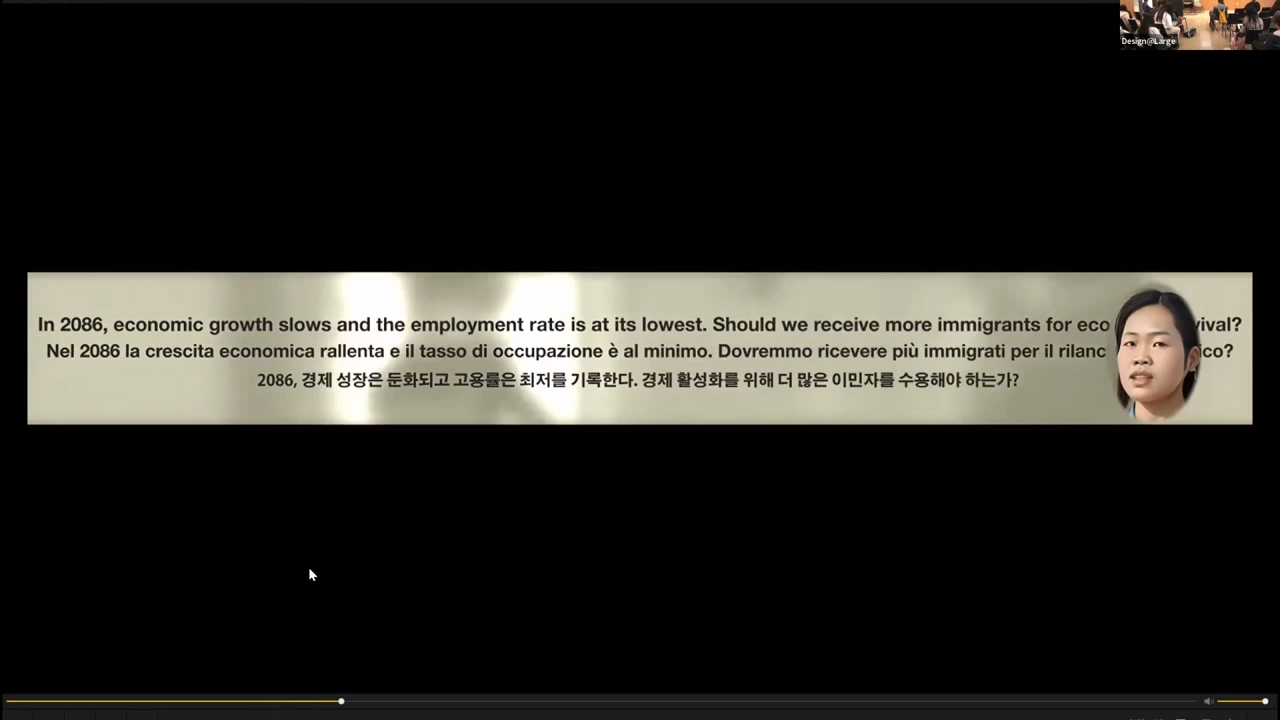 Design@Large
In 2086, economic growth slows and the employment rate is at its lowest. Should we receive more immigrants for eco vival?
Nel 2086 la crescita economica rallenta e il tasso di occupazione è al minimo. Dovremmo ricevere più immigrati per il rilanc ico?
2086, 경제 성장은 둔화되고 고용률은 최저를 기록한다. 경제 활성화를 위해 더 많은 이민자를 수용해야 하는가?